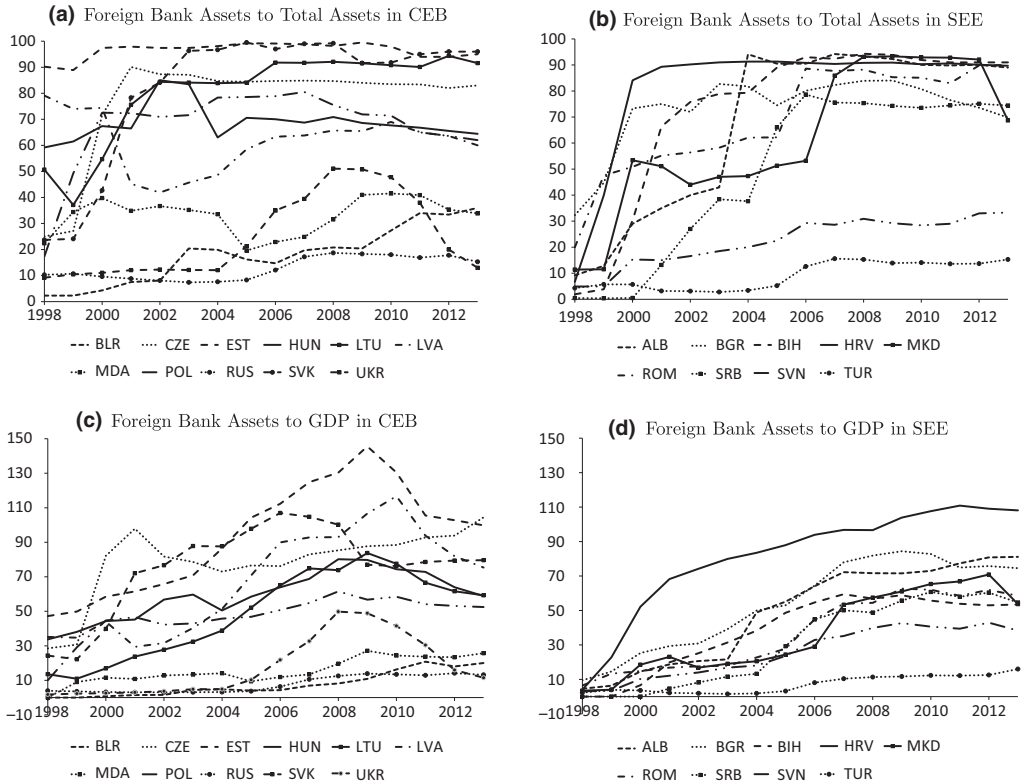 (a) Foreign Bank Assets to Total Assets in CEB
100
90
80
70
60
50
40
30
20
10
0
1998 2000 2002 2004 2006 2008 2010 2012
BLR CZE EST HUN LTU LVA
MDA POL RUS SVK UKR
(b) Foreign Bank Assets to Total Assets in SEE
100
90
80
70
60
50
40
30
20
10
0
1998 2000 2002 2004 2006 2008 2010 2012
ALB BGR BIH HRV MKD
ROM SRB SVN TUR
(c) Foreign Bank Assets to GDP in CEB
150
130
110
90
70
50
30
10
−10
1998 2000 2002 2004 2006 2008 2010 2012
BLR CZE EST HUN LTU LVA
MDA POL RUS SVK UKR
(d) Foreign Bank Assets to GDP in SEE
150
130
110
90
70
50
30
10
−10
1998 2000 2002 2004 2006 2008 2010 2012
ALB BGR BIH HRV MKD
ROM SRB SVN TUR